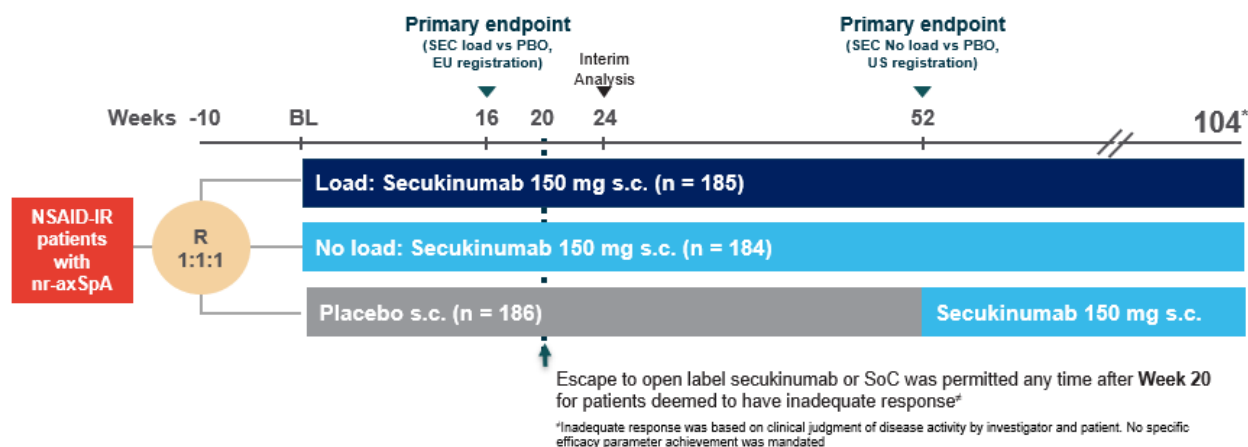 Primary endpoint
(SEC load vs PBO,
EU registration)
Interim
Analysis
Primary endpoint
(SEC No load vs PBO,
US registration)
Weeks -10 BL 16 20 24 52 104*
NSAID-IR
patients
with
nr-axSpA
R
1:1:1
Load: Secukinumab 150 mg s.c. (n = 185)
No load: Secukinumab 150 mg s.c. (n = 184)
Placebo s.c. (n = 186)
Secukinumab 150 mg s.c.
Escape to open label secukinumab or SoC was permitted any time after Week 20
for patients deemed to have inadequate response≠
≠Inadequate response was based on clinical judgment of disease activity by investigator and patient. No specific
efficacy parameter achievement was mandated